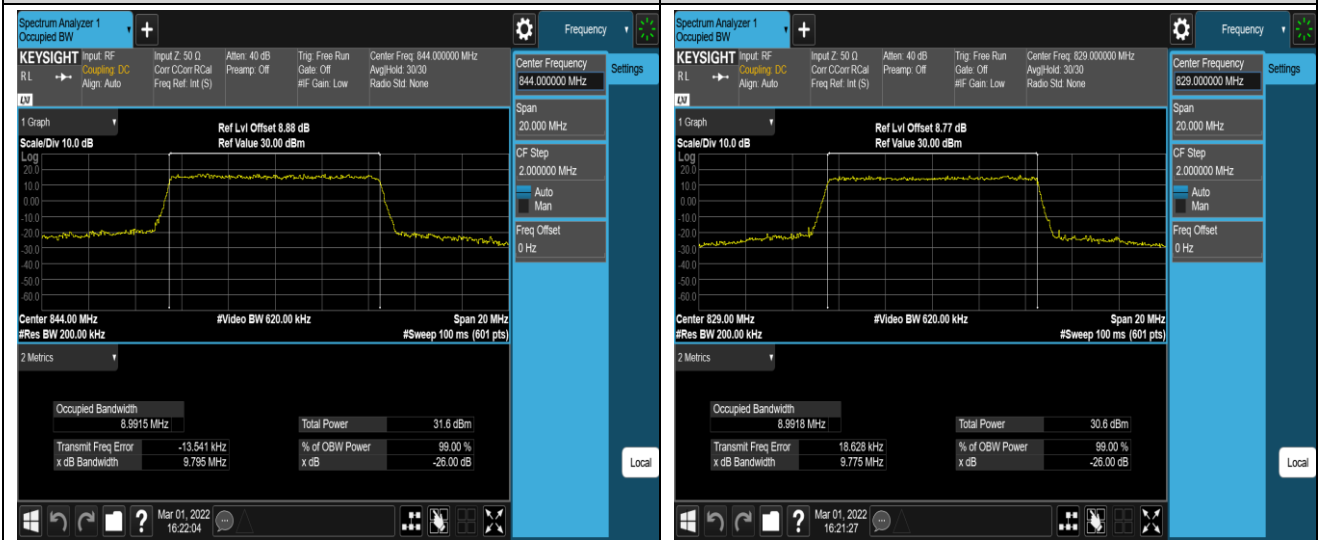 Spectrum Analyzer 1
Occupied BW
+
Frequency
KEYSIGHT
RL
LXI
Input: RF
Coupling: DC
Align: Auto
Input Z: 50 Ω
Corr CCorr RCal
Freq Ref: Int (S)
Atten: 40 dB
Preamp: Off
Trig: Free Run
Gate: Off
#IF Gain: Low
Center Freq: 844.000000 MHz
Avg|Hold: 30/30
Radio Std: None
Center Frequency
844.000000 MHz
Settings
Span
20.000 MHz
CF Step
2.000000 MHz
Auto
Man
Freq Offset
0 Hz
Local
1 Graph
Scale/Div 10.0 dB
Ref Lvl Offset 8.88 dB
Ref Value 30.00 dBm
Log
20.0
10.0
0.00
-10.0
-20.0
-30.0
-40.0
-50.0
-60.0
Center 844.00 MHz
#Video BW 620.00 kHz
Span 20 MHz
#Res BW 200.00 kHz
#Sweep 100 ms (601 pts)
2 Metrics
Occupied Bandwidth
8.9915 MHz
Total Power 31.6 dBm
Transmit Freq Error -13.541 kHz
% of OBW Power 99.00 %
x dB Bandwidth 9.795 MHz
x dB -26.00 dB
?
Mar 01, 2022
16:22:04
Spectrum Analyzer 1
Occupied BW
+
Frequency
KEYSIGHT
RL
LXI
Input: RF
Coupling: DC
Align: Auto
Input Z: 50 Ω
Corr CCorr RCal
Freq Ref: Int (S)
Atten: 40 dB
Preamp: Off
Trig: Free Run
Gate: Off
#IF Gain: Low
Center Freq: 829.000000 MHz
Avg|Hold: 30/30
Radio Std: None
Center Frequency
829.000000 MHz
Settings
Span
20.000 MHz
CF Step
2.000000 MHz
Auto
Man
Freq Offset
0 Hz
Local
1 Graph
Scale/Div 10.0 dB
Ref Lvl Offset 8.77 dB
Ref Value 30.00 dBm
Log
20.0
10.0
0.00
-10.0
-20.0
-30.0
-40.0
-50.0
-60.0
Center 829.00 MHz
#Video BW 620.00 kHz
Span 20 MHz
#Res BW 200.00 kHz
#Sweep 100 ms (601 pts)
2 Metrics
Occupied Bandwidth
8.9918 MHz
Total Power 30.6 dBm
Transmit Freq Error 18.628 kHz
% of OBW Power 99.00 %
x dB Bandwidth 9.775 MHz
x dB -26.00 dB
?
Mar 01, 2022
16:21:27